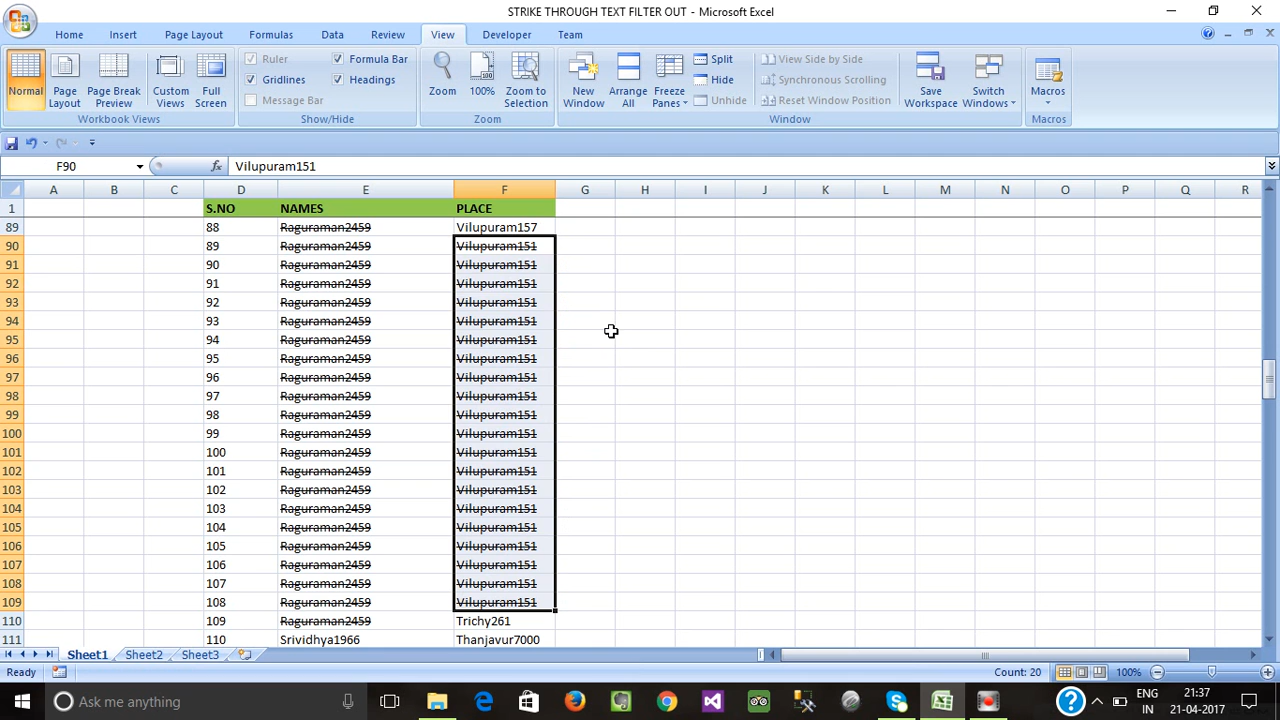 STRIKE THROUGH TEXT FILTER OUT - Microsoft Excel
Home Insert Page Layout Formulas Data Review View Developer Team
Ruler Formula Bar Split View Side by Side
Gridlines Headings Hide Synchronous Scrolling
Message Bar Unhide Reset Window Position
Normal Page Layout Page Break Preview Custom Views Full Screen Zoom 100% Zoom to Selection New Window Arrange All Freeze Panes Save Workspace Switch Windows Macros
Workbook Views Show/Hide Zoom Window Macros
F90 fx Vilupuram151
A B C D E F G H I J K L M N O P Q R
1 S.NO NAMES PLACE
89 88 Raguraman2459 Vilupuram157
90 89 Raguraman2459 Vilupuram151
91 90 Raguraman2459 Vilupuram151
92 91 Raguraman2459 Vilupuram151
93 92 Raguraman2459 Vilupuram151
94 93 Raguraman2459 Vilupuram151
95 94 Raguraman2459 Vilupuram151
96 95 Raguraman2459 Vilupuram151
97 96 Raguraman2459 Vilupuram151
98 97 Raguraman2459 Vilupuram151
99 98 Raguraman2459 Vilupuram151
100 99 Raguraman2459 Vilupuram151
101 100 Raguraman2459 Vilupuram151
102 101 Raguraman2459 Vilupuram151
103 102 Raguraman2459 Vilupuram151
104 103 Raguraman2459 Vilupuram151
105 104 Raguraman2459 Vilupuram151
106 105 Raguraman2459 Vilupuram151
107 106 Raguraman2459 Vilupuram151
108 107 Raguraman2459 Vilupuram151
109 108 Raguraman2459 Vilupuram151
110 109 Raguraman2459 Trichy261
111 110 Srividhya1966 Thanjavur7000
Sheet1 Sheet2 Sheet3
Ready Count: 20 100%
Ask me anything ENG 21:37
IN 21-04-2017